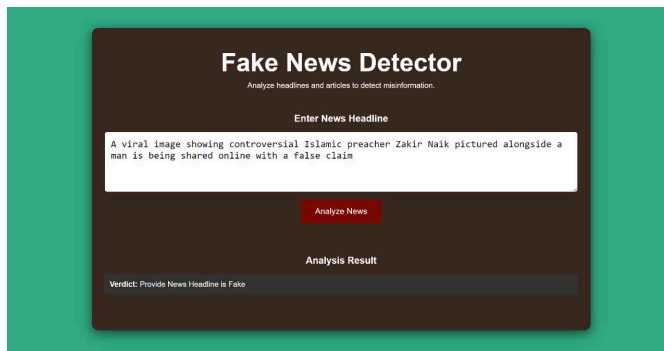 Fake News Detector
Analyze headlines and articles to detect misinformation.
Enter News Headline
A viral image showing controversial Islamic preacher Zakir Naik pictured alongside a
man is being shared online with a false claim
Analyze News
Analysis Result
Verdict: Provide News Headline is Fake